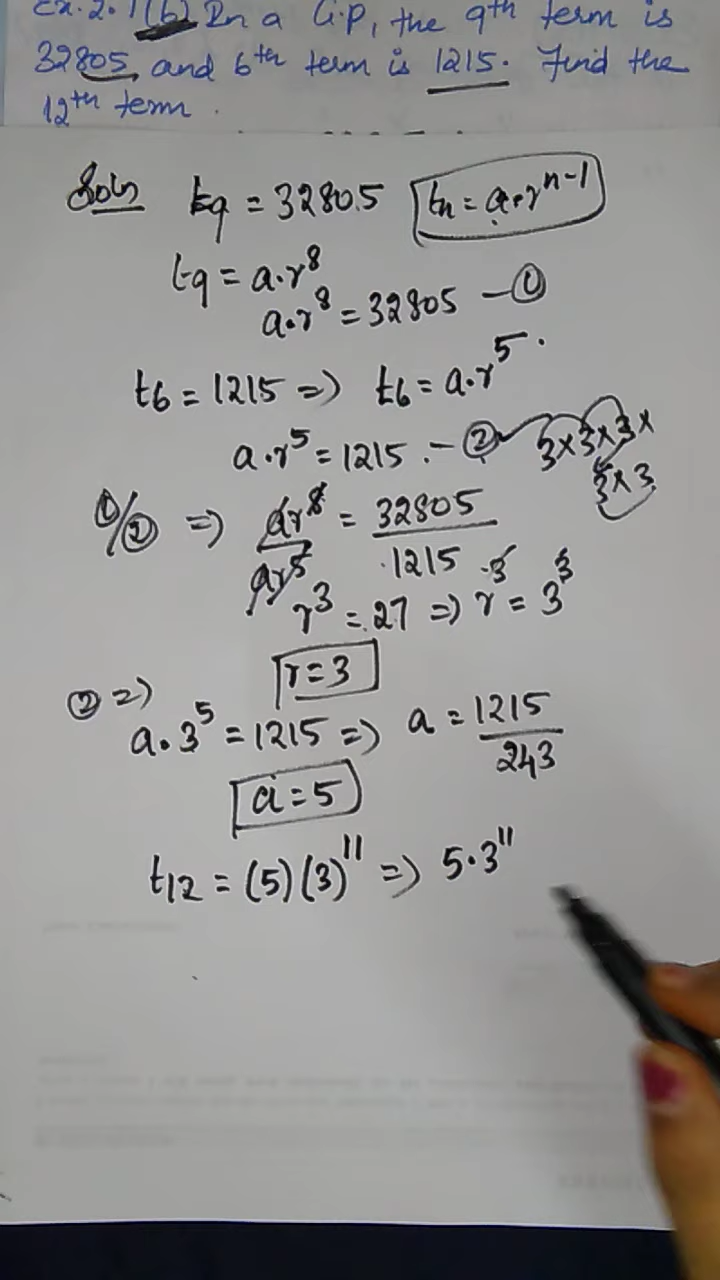 Ex. 2.1(6) In a G.P, the 9th term is
32805 and 6th term is 1215. Find the
12th term.
Soln t9 = 32805 tn = a.r^n-1
t9 = a.r^8
a.r^8 = 32805 – ①
t6 = 1215 => t6 = a.r^5.
a.r^5 = 1215. – ② 3×3×3×
3×3
①/② => ar^8/ar^5 = 32805/1215
r^3 = 27 => r^3 = 3^3
r=3
② =>
a.3^5 = 1215 => a = 1215/243
a=5
t12 = (5)(3)^11 => 5.3^11